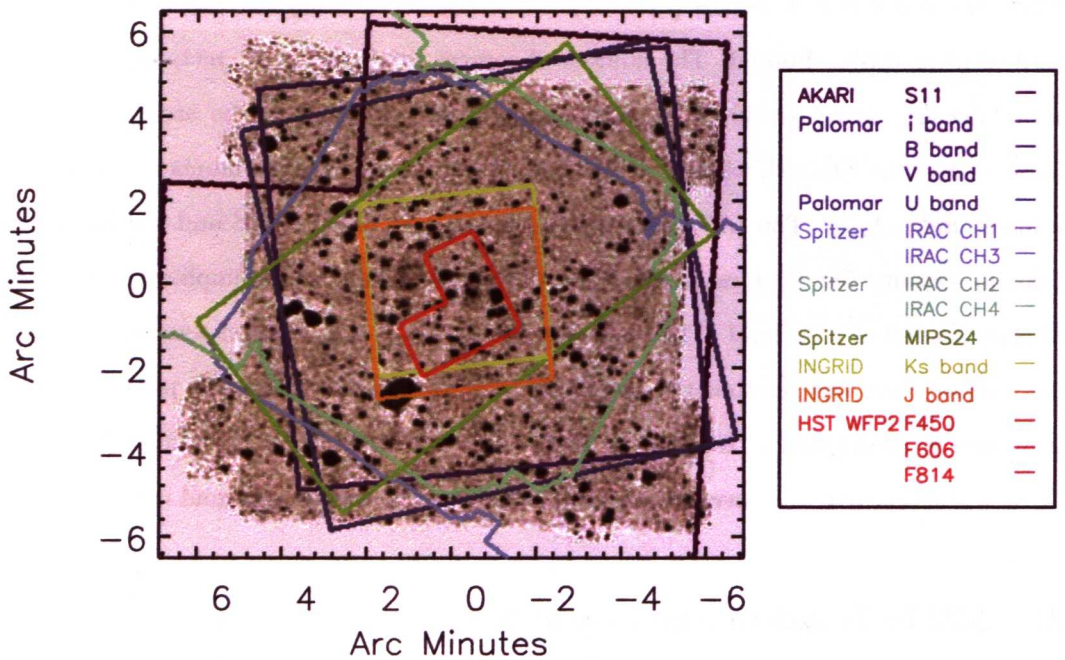 6
4
2
0
−2
−4
−6
Arc Minutes
6 4 2 0 −2 −4 −6
Arc Minutes
AKARI S11 —
Palomar i band —
B band —
V band —
Palomar U band —
Spitzer IRAC CH1 —
IRAC CH3 —
Spitzer IRAC CH2 —
IRAC CH4 —
Spitzer MIPS24 —
INGRID Ks band —
INGRID J band —
HST WFP2 F450 —
F606 —
F814 —